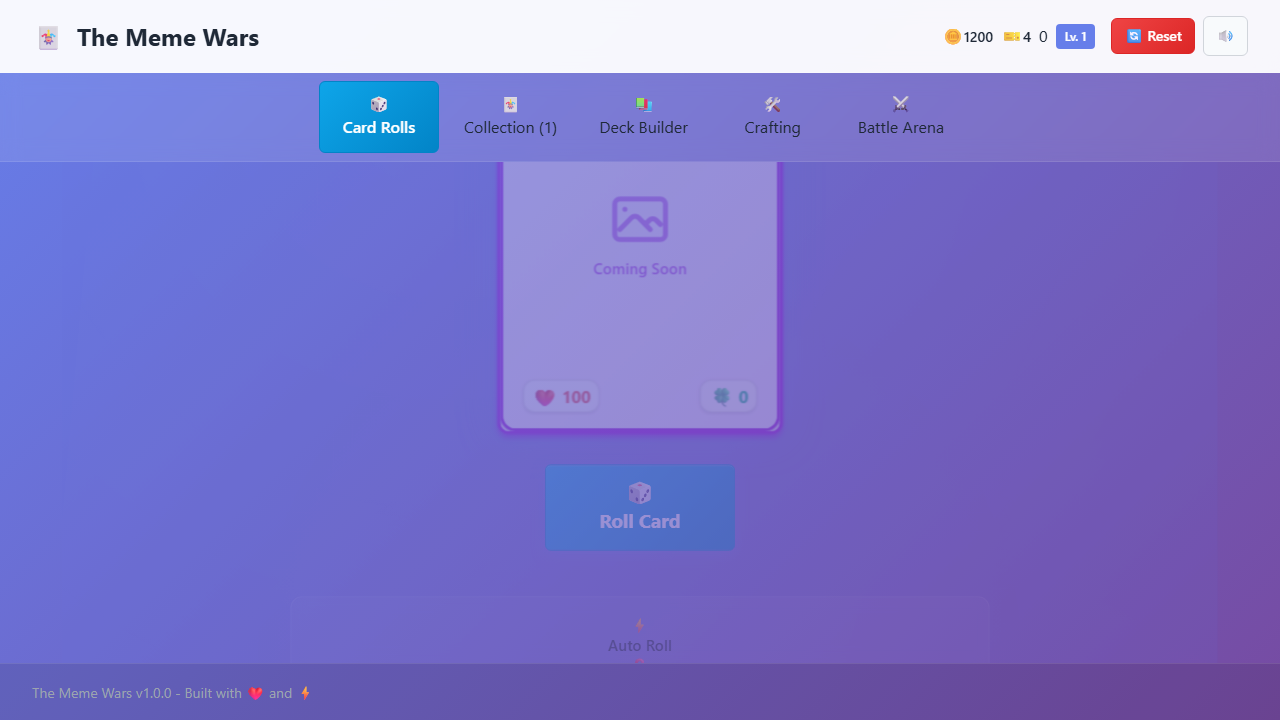 The Meme Wars
1200 4 0 Lv. 1 Reset
Card Rolls
Collection (1)
Deck Builder
Crafting
Battle Arena
Coming Soon
100 0
Roll Card
Auto Roll
The Meme Wars v1.0.0 - Built with ❤️ and ⚡